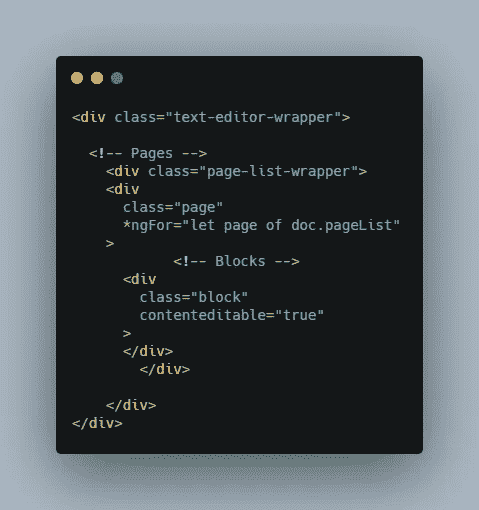 <div class="text-editor-wrapper">
<!-- Pages -->
<div class="page-list-wrapper">
<div
class="page"
*ngFor="let page of doc.pageList"
>
<!-- Blocks -->
<div
class="block"
contenteditable="true"
>
</div>
</div>
</div>
</div>